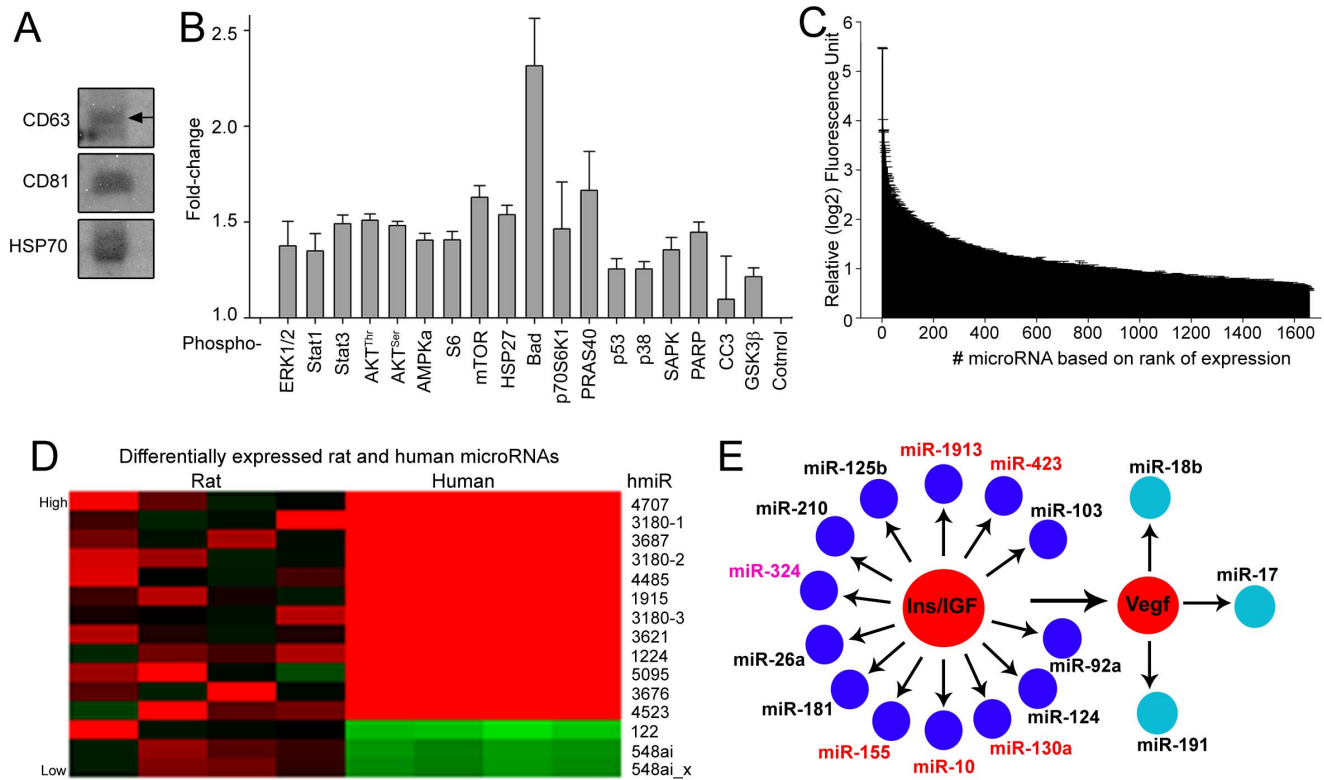 A
CD63
CD81
HSP70
B
Fold-change
2.5
2.0
1.5
1.0
Phospho-
ERK1/2
Stat1
Stat3
AKTThr
AKTSer
AMPKa
S6
mTOR
HSP27
Bad
p70S6K1
PRAS40
p53
p38
SAPK
PARP
CC3
GSK3β
Cotnrol
C
Relative (log2) Fluorescence Unit
6
5
4
3
2
1
0
0 200 400 600 800 1000 1200 1400 1600
# microRNA based on rank of expression
D
Differentially expressed rat and human microRNAs
Rat Human hmiR
High
Low
4707
3180-1
3687
3180-2
4485
1915
3180-3
3621
1224
5095
3676
4523
122
548ai
548ai_x
E
miR-1913
miR-423
miR-125b
miR-103
miR-210
miR-324
miR-26a
miR-181
miR-155
miR-10
miR-130a
miR-124
miR-92a
Ins/IGF
Vegf
miR-18b
miR-17
miR-191